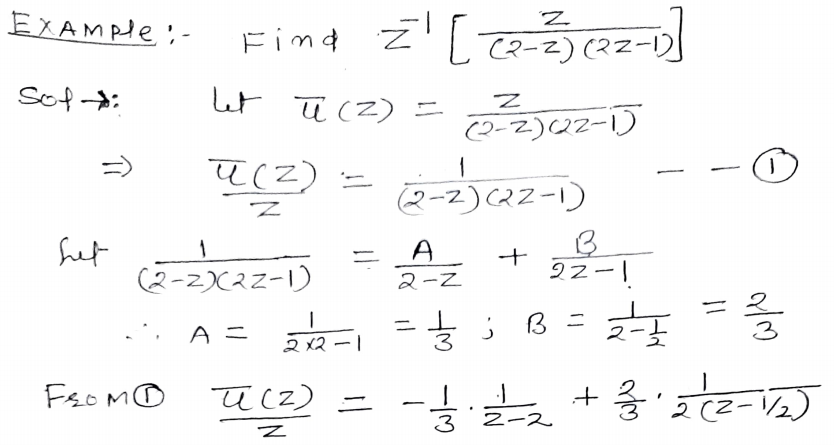 EXAMPLE :- Find Z⁻¹ [ z / (2-z)(2z-1) ]
Sol→: Let ū(z) = z / (2-z)(2z-1)
⇒ ū(z)/z = 1 / (2-z)(2z-1) - - ①
Let 1 / (2-z)(2z-1) = A / 2-z + B / 2z-1
∴ A = 1 / 2×2-1 = 1/3 ; B = 1 / 2-1/2 = 2/3
From ① ū(z)/z = -1/3 · 1 / z-2 + 2/3 · 1 / 2(z-1/2)